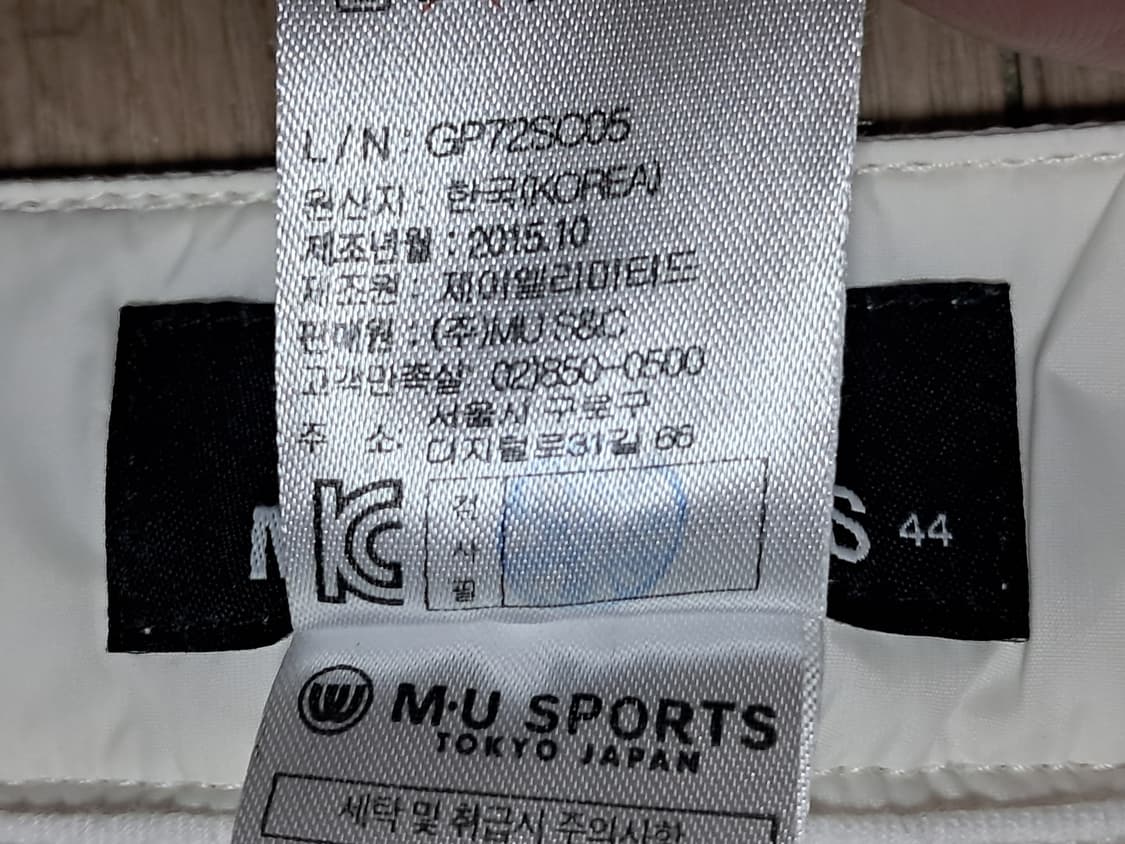 L/N : GP72SC05
원산지 : 한국(KOREA)
제조년월 : 2015.10
제조원 : 제이엘리미티드
판매원 : (주)MU S&C
고객만족실 02)850-0500
주 소 서울시 구로구
디지털로31길 66
KC
검사필
S 44
M·U SPORTS
TOKYO JAPAN
세탁 및 취급시 주의사항